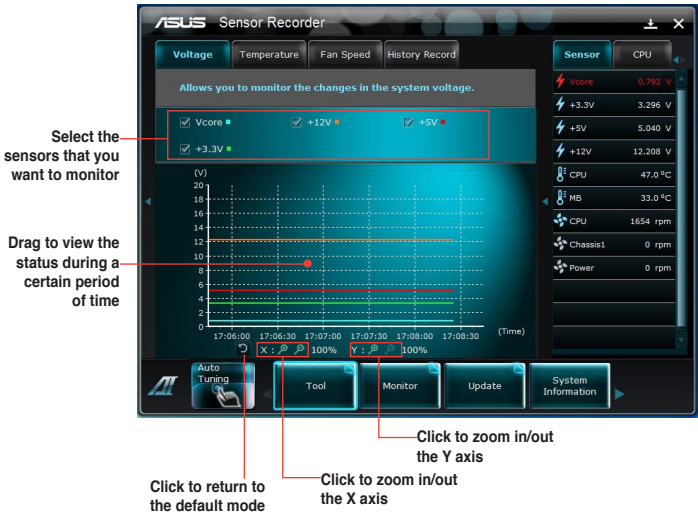 ASUS Sensor Recorder
Voltage
Temperature
Fan Speed
History Record
Sensor
CPU
Allows you to monitor the changes in the system voltage.
Vcore
+12V
+5V
+3.3V
Vcore 0.792 V
+3.3V 3.296 V
+5V 5.040 V
+12V 12.208 V
CPU 47.0 °C
MB 33.0 °C
CPU 1654 rpm
Chassis1 0 rpm
Power 0 rpm
Select the
sensors that you
want to monitor
Drag to view the
status during a
certain period
of time
(V)
20
18
16
14
12
10
8
6
4
2
0
17:06:00 17:06:30 17:07:00 17:07:30 17:08:00 17:08:30
(Time)
X : 100%
Y : 100%
Auto
Tuning
Tool
Monitor
Update
System
Information
Click to zoom in/out
the Y axis
Click to zoom in/out
the X axis
Click to return to
the default mode